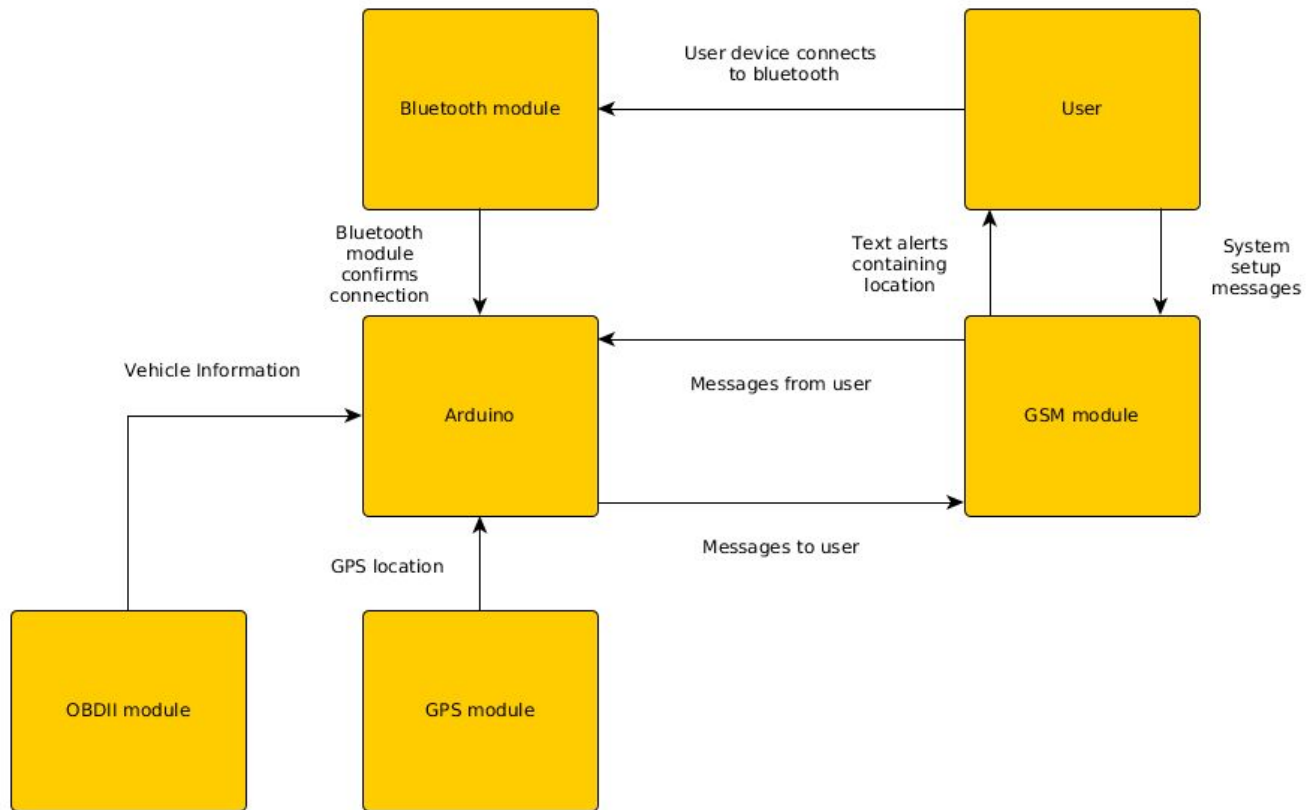 User device connects
to bluetooth
Bluetooth module
User
Bluetooth
module
confirms
connection
Text alerts
containing
location
System
setup
messages
Vehicle Information
Messages from user
Arduino
GSM module
Messages to user
GPS location
OBDII module
GPS module